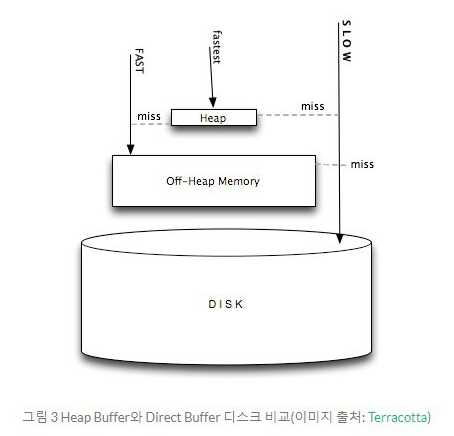 FAST
fastest
SLOW
miss
miss
Heap
miss
Off-Heap Memory
DISK
그림 3 Heap Buffer와 Direct Buffer 디스크 비교(이미지 출처: Terracotta)